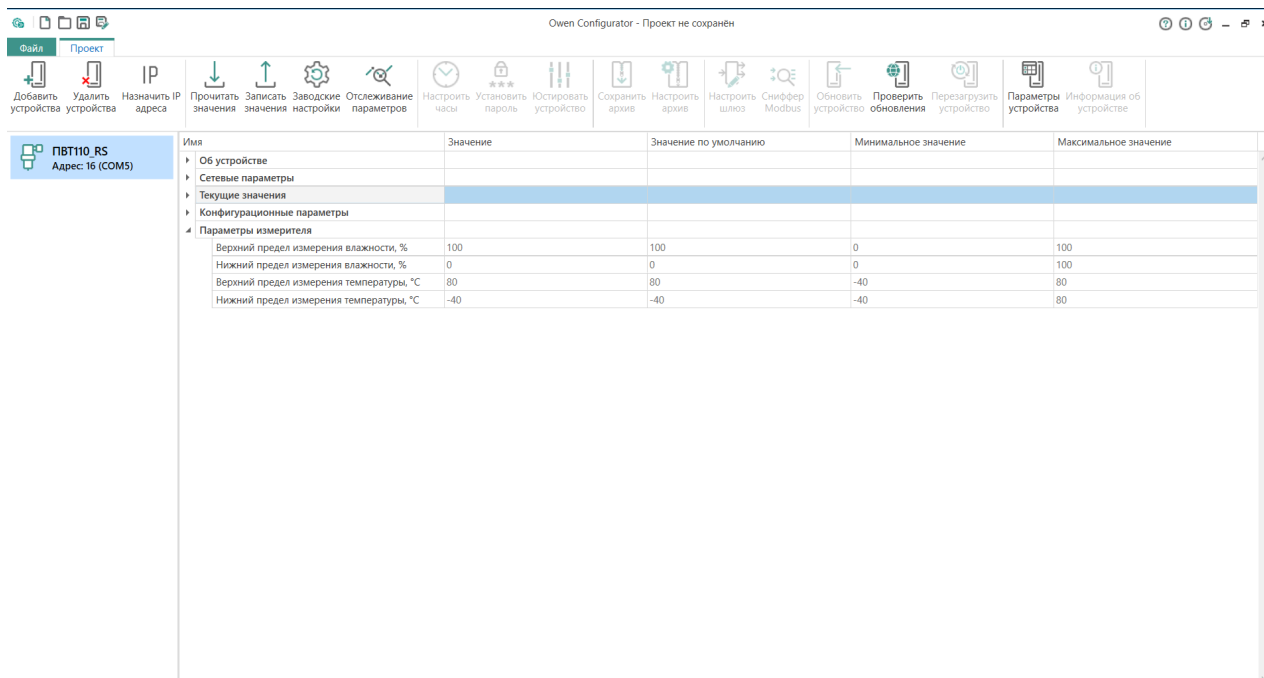 Owen Configurator - Проект не сохранён
Файл Проект
Добавить устройства Удалить устройства Назначить IP адреса Прочитать значения Записать значения Заводские настройки Отслеживание параметров Настроить часы Установить пароль Юстировать устройство Сохранить архив Настроить архив Настроить шлюз Сниффер Modbus Обновить устройство Проверить обновления Перезагрузить устройство Параметры устройства Информация об устройстве
ПВТ110_RS
Адрес: 16 (COM5)
Имя Значение Значение по умолчанию Минимальное значение Максимальное значение
Об устройстве
Сетевые параметры
Текущие значения
Конфигурационные параметры
Параметры измерителя
Верхний предел измерения влажности, % 100 100 0 100
Нижний предел измерения влажности, % 0 0 0 100
Верхний предел измерения температуры, °C 80 80 -40 80
Нижний предел измерения температуры, °C -40 -40 -40 80